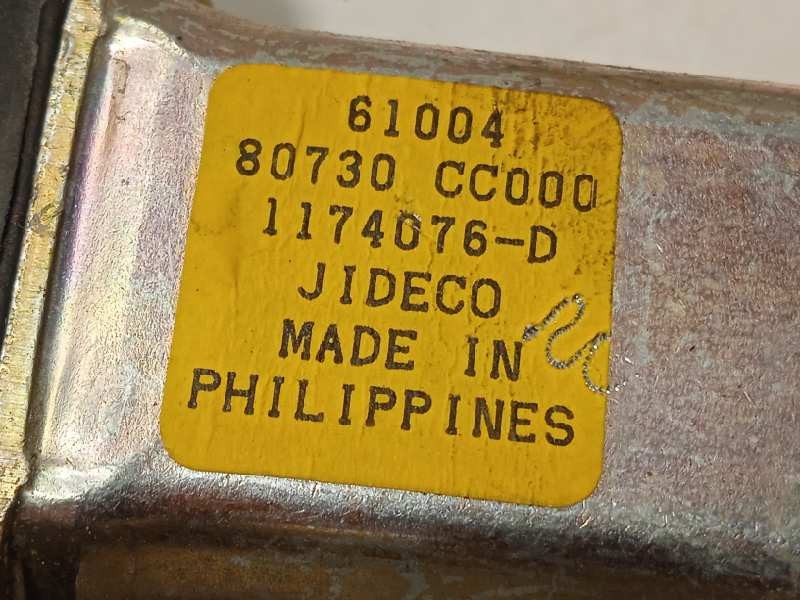 61004
80730 CC000
1174076-D
JIDECO
MADE IN
PHILIPPINES